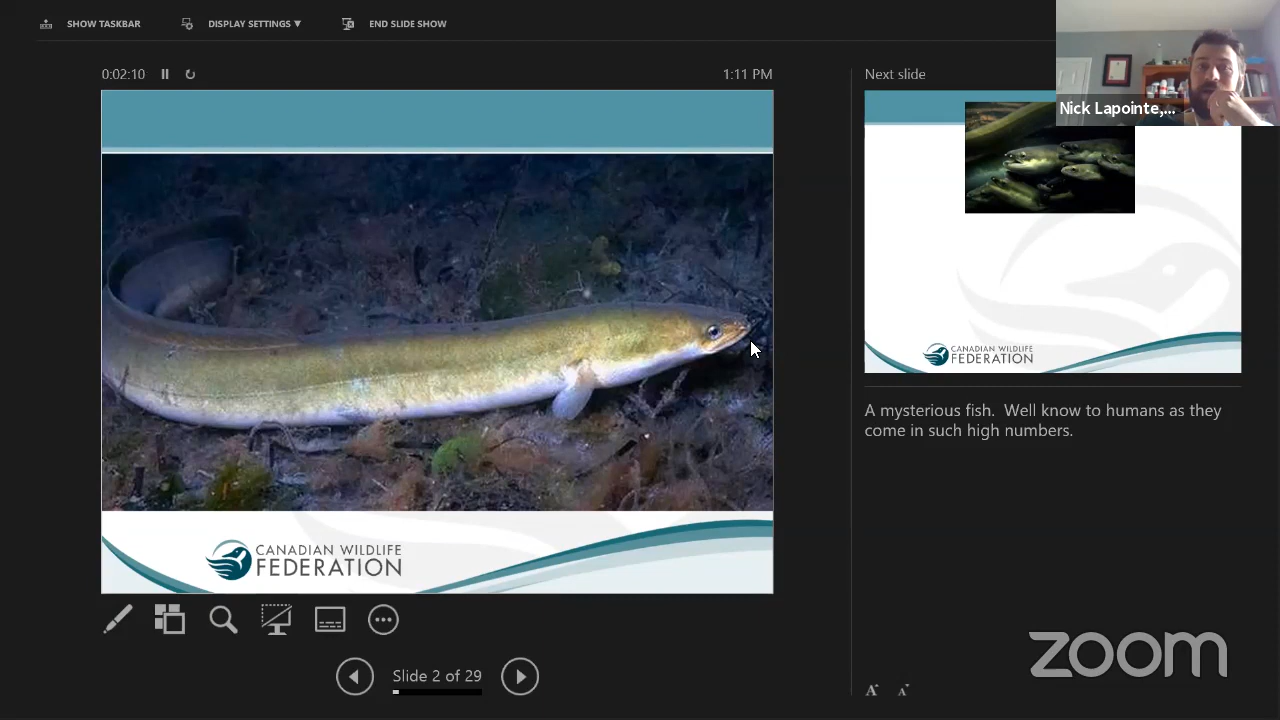 SHOW TASKBAR
DISPLAY SETTINGS ▼
END SLIDE SHOW
0:02:10
1:11 PM
Next slide
Nick Lapointe,...
CANADIAN WILDLIFE
FEDERATION
CANADIAN WILDLIFE
FEDERATION
A mysterious fish. Well know to humans as they
come in such high numbers.
Slide 2 of 29
A A
zoom